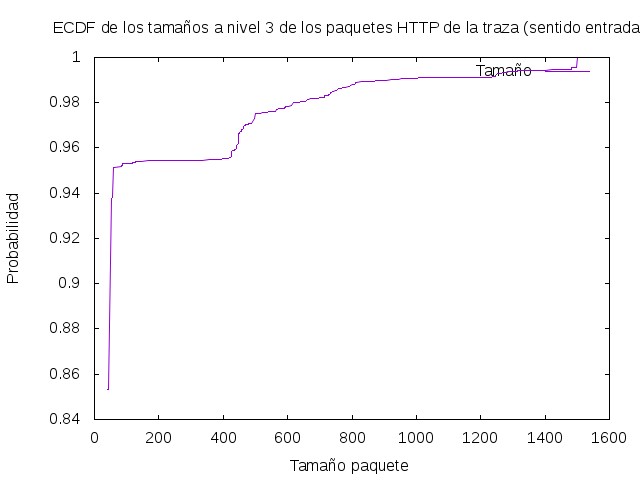 ECDF de los tamaños a nivel 3 de los paquetes HTTP de la traza (sentido entrada
1
0.98
0.96
0.94
0.92
0.9
0.88
0.86
0.84
Probabilidad
Tamaño
0 200 400 600 800 1000 1200 1400 1600
Tamaño paquete